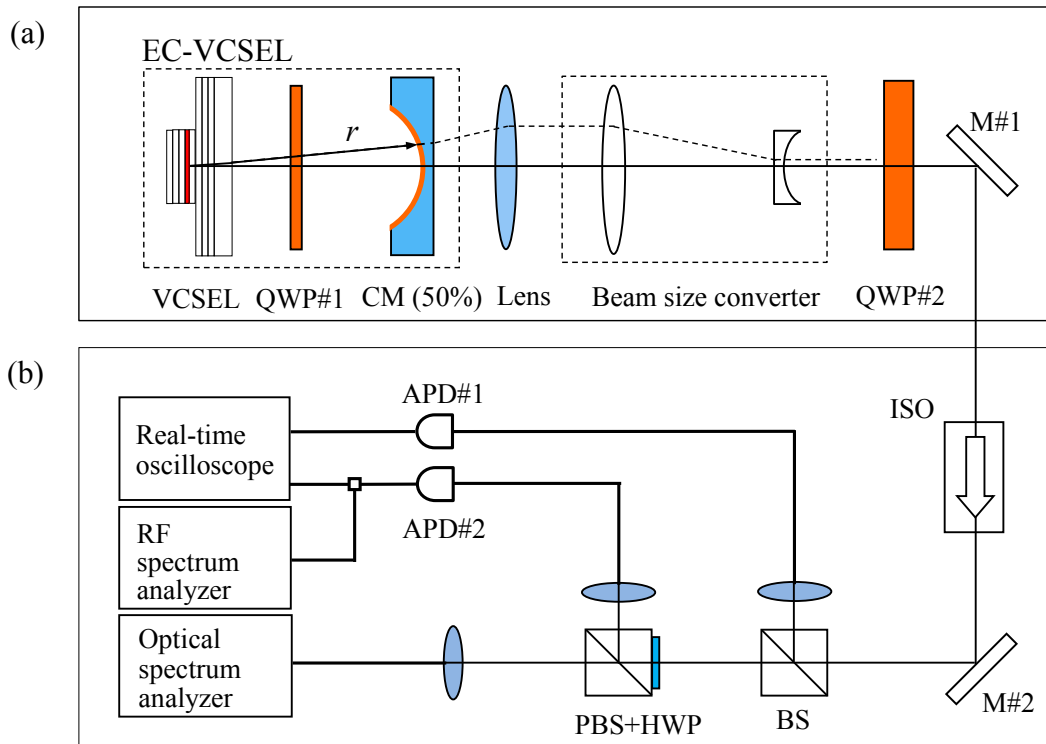 (a)
EC-VCSEL
r
M#1
VCSEL
QWP#1
CM (50%)
Lens
Beam size converter
QWP#2
(b)
APD#1
ISO
Real-time
oscilloscope
APD#2
RF
spectrum
analyzer
Optical
spectrum
analyzer
PBS+HWP
BS
M#2